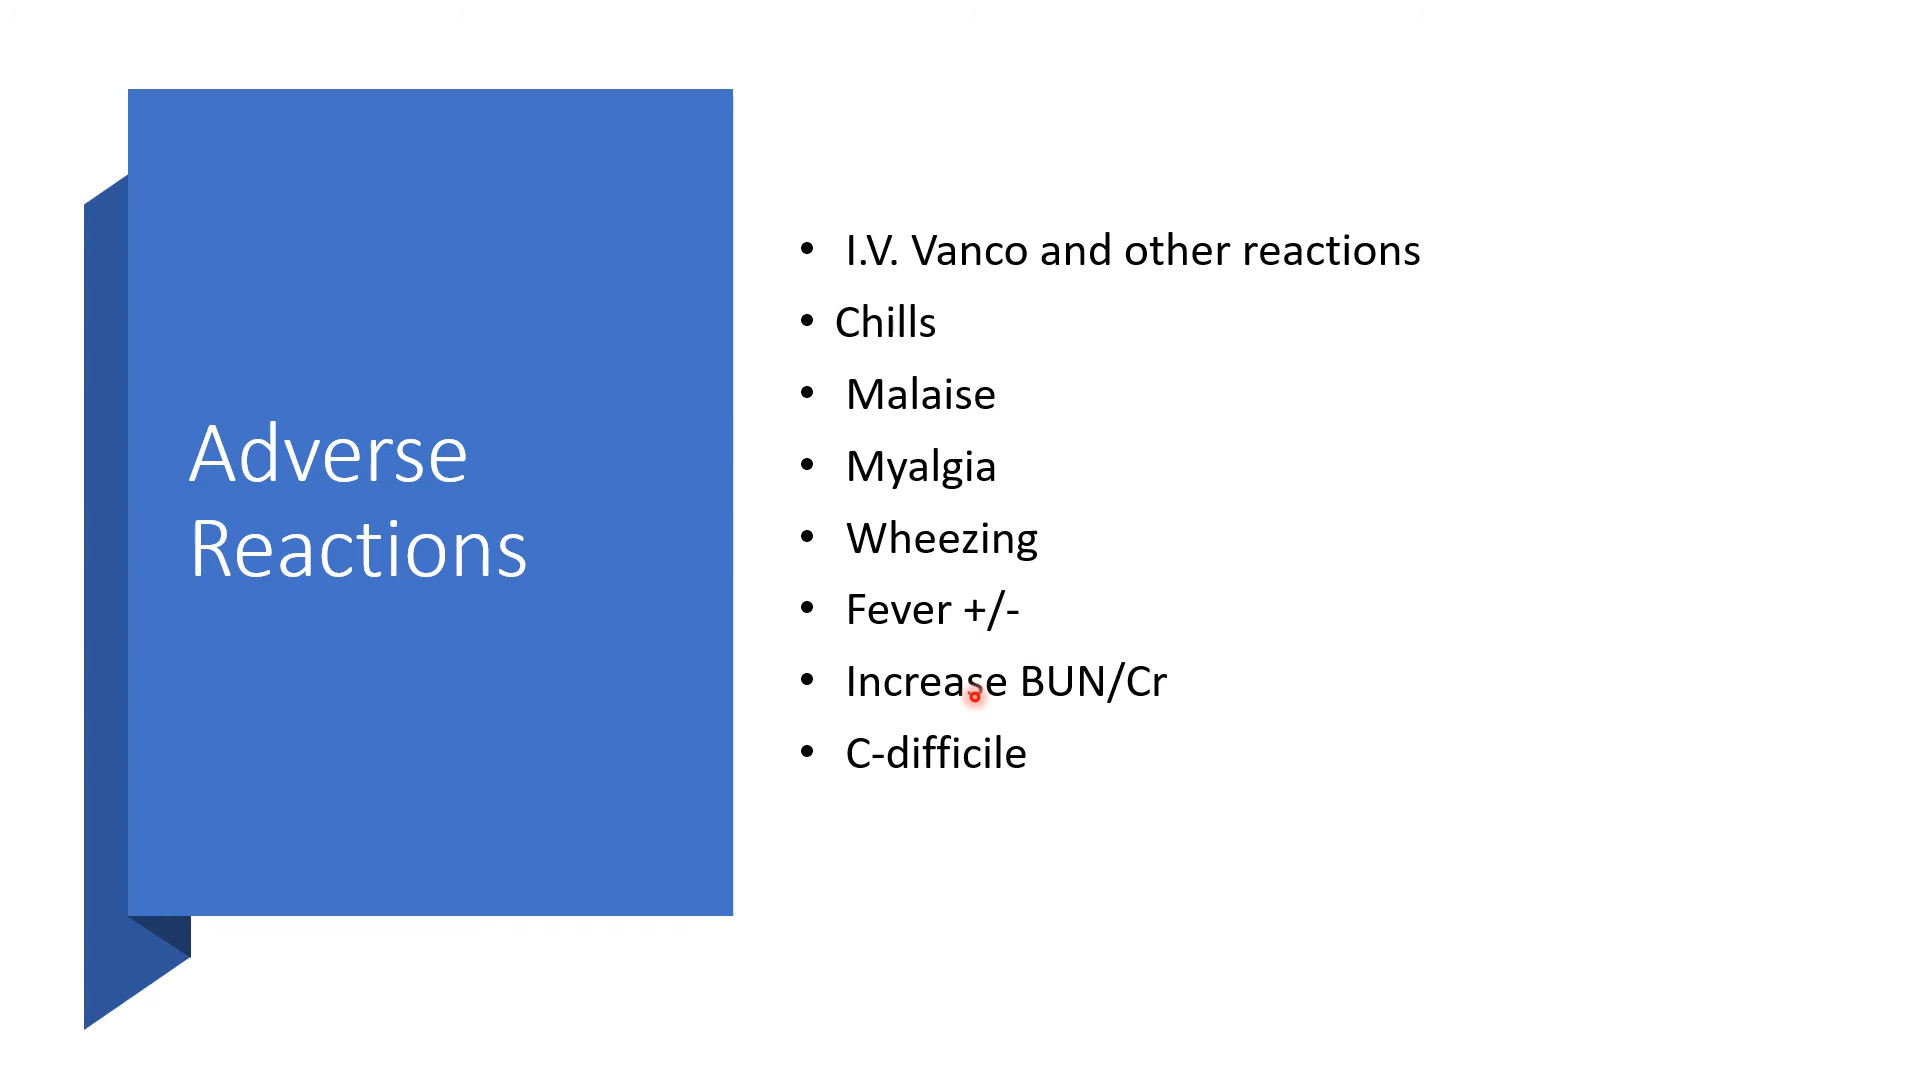 Adverse
Reactions
• I.V. Vanco and other reactions
• Chills
• Malaise
• Myalgia
• Wheezing
• Fever +/-
• Increase BUN/Cr
• C-difficile